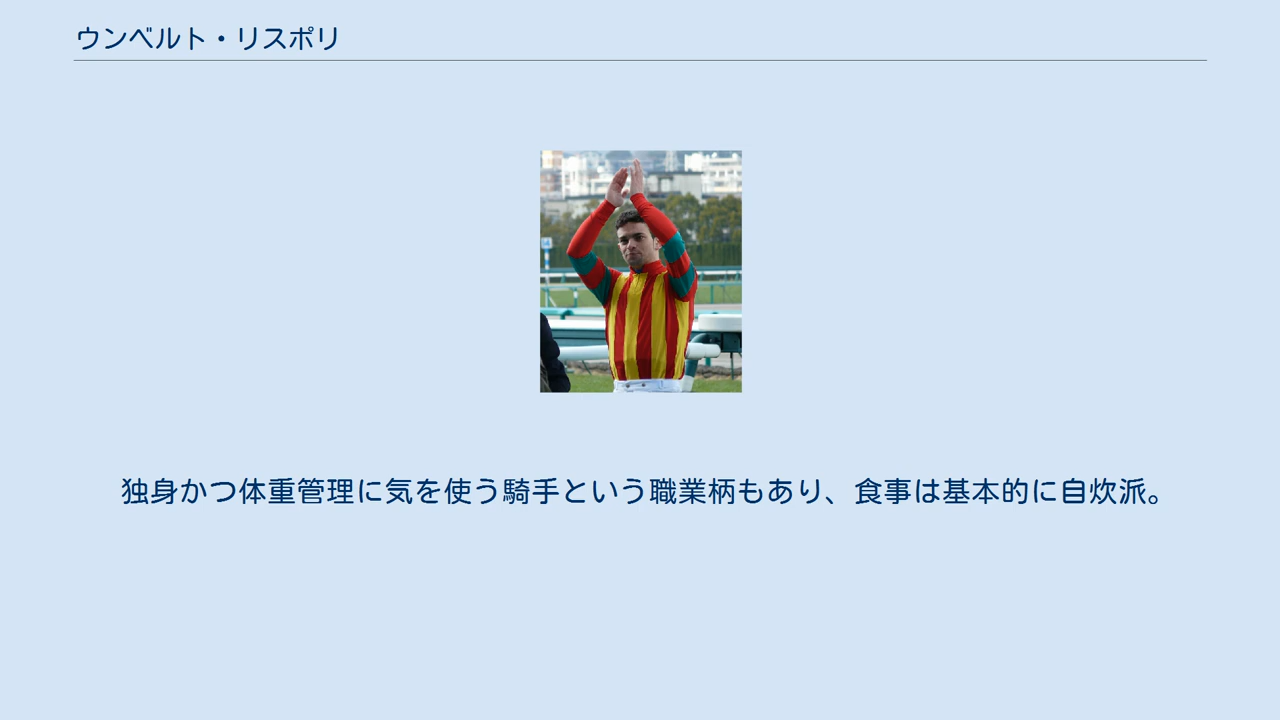 ウンベルト・リスポリ
独身かつ体重管理に気を使う騎手という職業柄もあり、食事は基本的に自炊派。